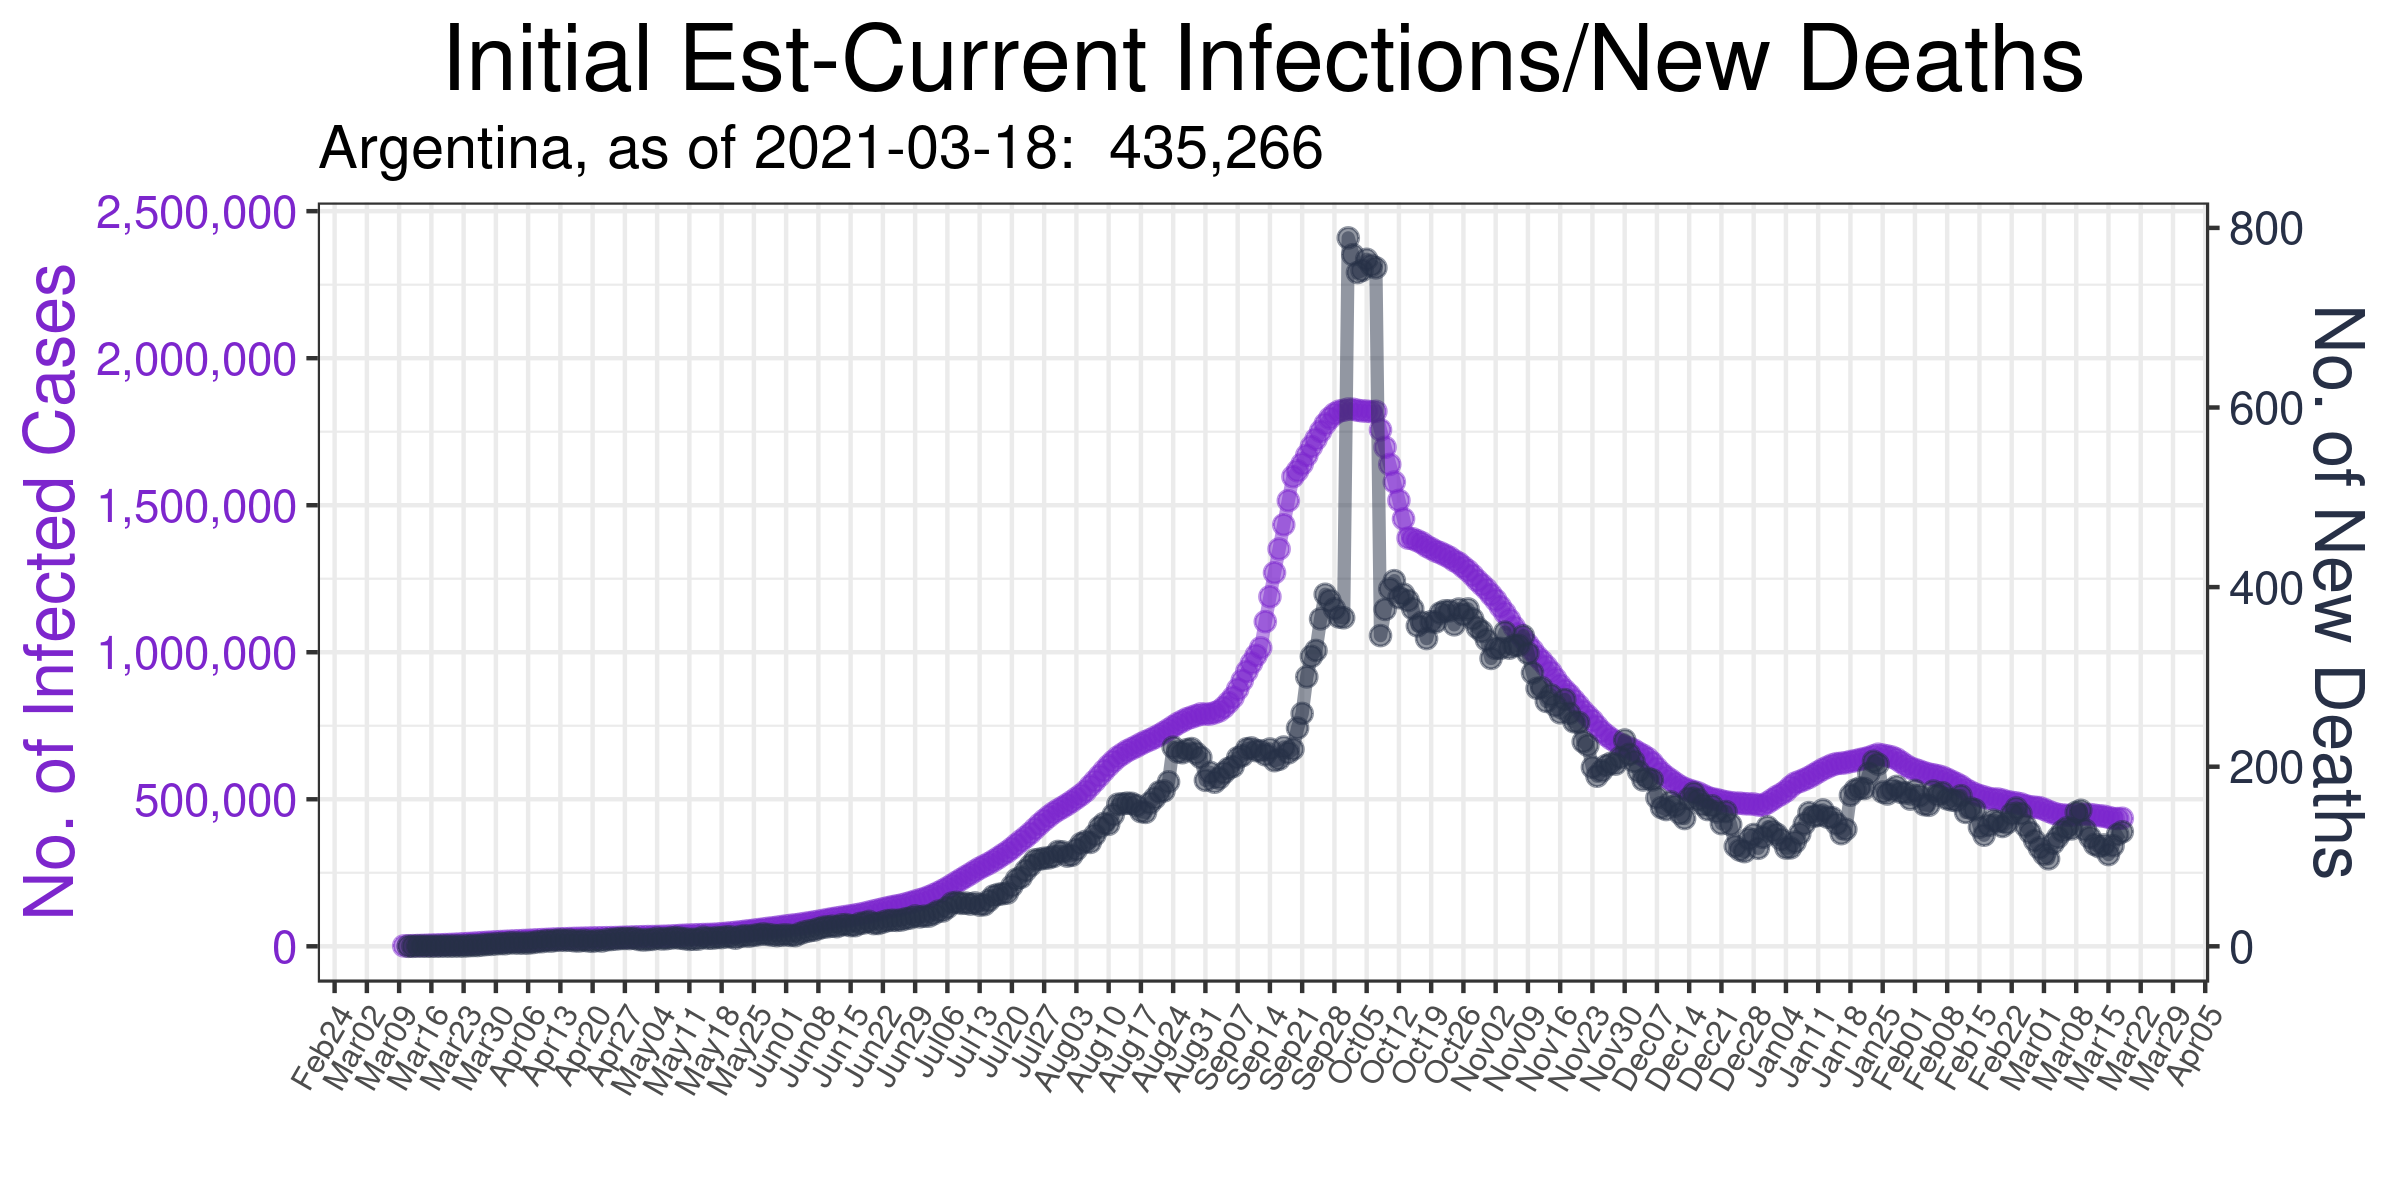 Initial Est-Current Infections/New Deaths
Argentina, as of 2021-03-18:  435,266
No. of Infected Cases
2,500,000
2,000,000
1,500,000
1,000,000
500,000
0
800
600
400
200
0
No. of New Deaths
Feb24
Mar02
Mar09
Mar16
Mar23
Mar30
Apr06
Apr13
Apr20
Apr27
May04
May11
May18
May25
Jun01
Jun08
Jun15
Jun22
Jun29
Jul06
Jul13
Jul20
Jul27
Aug03
Aug10
Aug17
Aug24
Aug31
Sep07
Sep14
Sep21
Sep28
Oct05
Oct12
Oct19
Oct26
Nov02
Nov09
Nov16
Nov23
Nov30
Dec07
Dec14
Dec21
Dec28
Dec04
Jan11
Jan18
Jan25
Feb01
Feb08
Feb15
Feb22
Mar01
Mar08
Mar15
Mar22
Mar29
Apr05